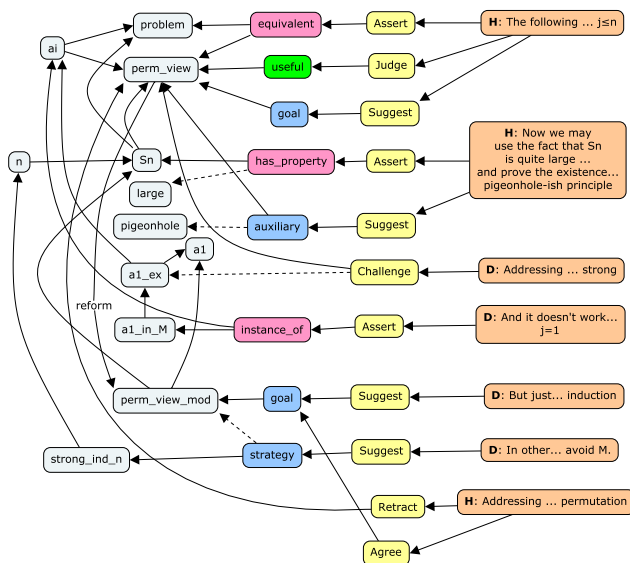 problem
equivalent
Assert
H: The following ... j≤n
ai
perm_view
useful
Judge
goal
Suggest
H: Now we may
use the fact that Sn
is quite large ...
and prove the existence...
pigeonhole-ish principle
n
Sn
has_property
Assert
large
pigeonhole
auxiliary
Suggest
a1
a1_ex
Challenge
D: Addressing ... strong
reform
a1_in_M
instance_of
Assert
D: And it doesn't work...
j=1
perm_view_mod
goal
Suggest
D: But just... induction
strong_ind_n
strategy
Suggest
D: In other... avoid M.
Retract
H: Addressing ... permutation
Agree